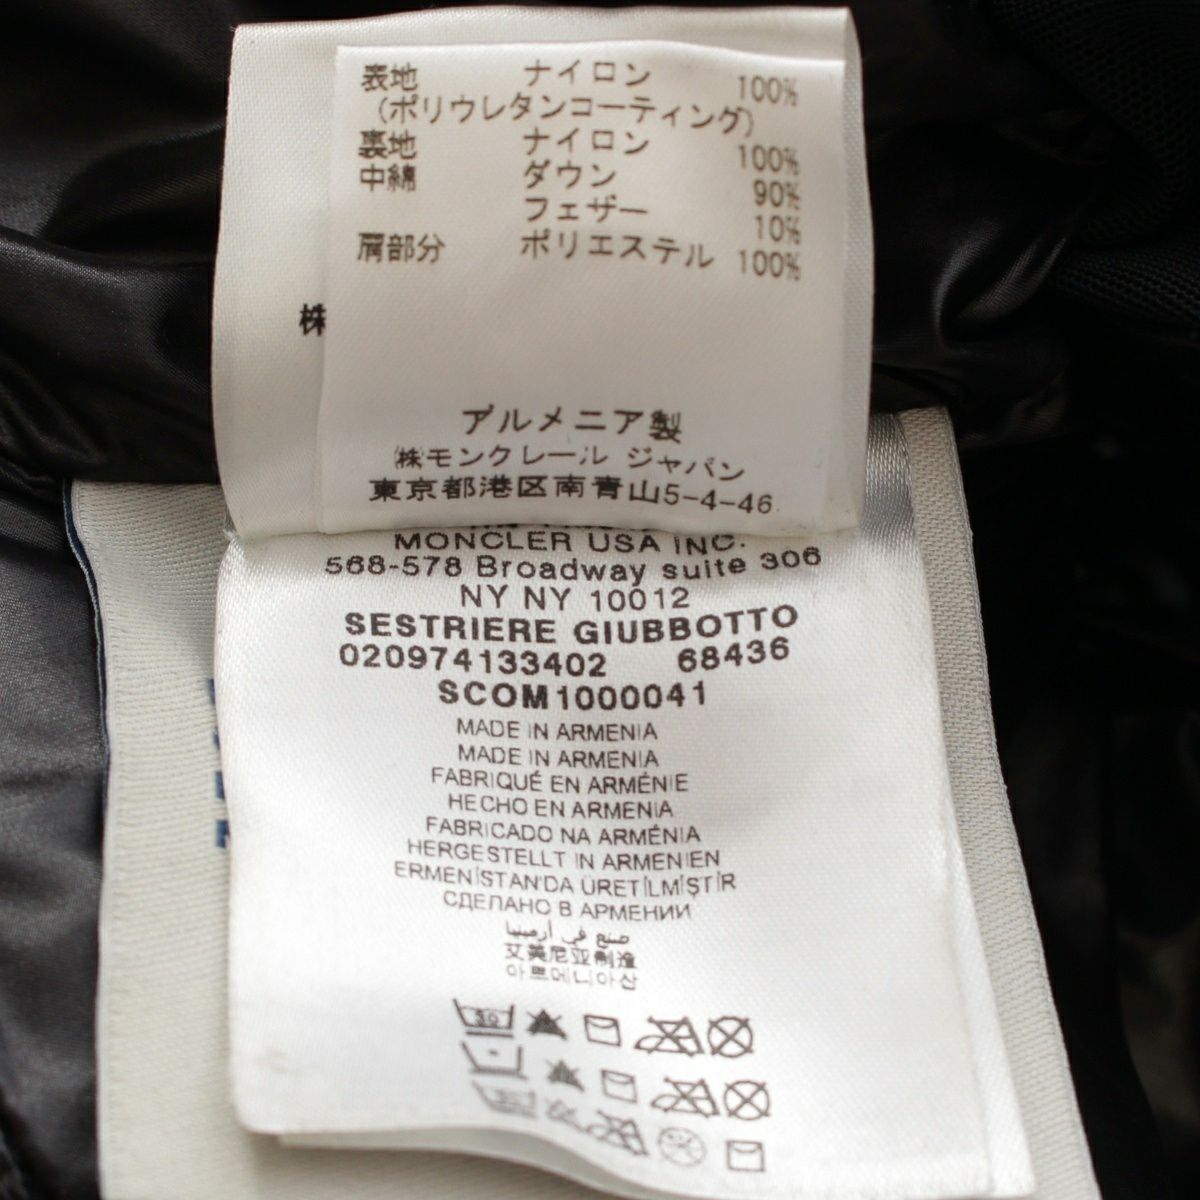 表地 ナイロン 100%
(ポリウレタンコーティング)
裏地 ナイロン 100%
中綿 ダウン 90%
フェザー 10%
肩部分 ポリエステル 100%
株
アルメニア製
㈱モンクレール ジャパン
東京都港区南青山5-4-46
MONCLER USA INC.
568-578 Broadway suite 306
NY NY 10012
SESTRIERE GIUBBOTTO
020974133402 68436
SCOM1000041
MADE IN ARMENIA
MADE IN ARMENIA
FABRIQUÉ EN ARMÉNIE
HECHO EN ARMENIA
FABRICADO NA ARMÉNIA
HERGESTELLT IN ARMENIEN
ERMENİSTAN'DA ÜRETİLMİŞTİR
СДЕЛАНО В АРМЕНИИ
صنع في أرمينيا
艾美尼亚制造
아르메니아산
30